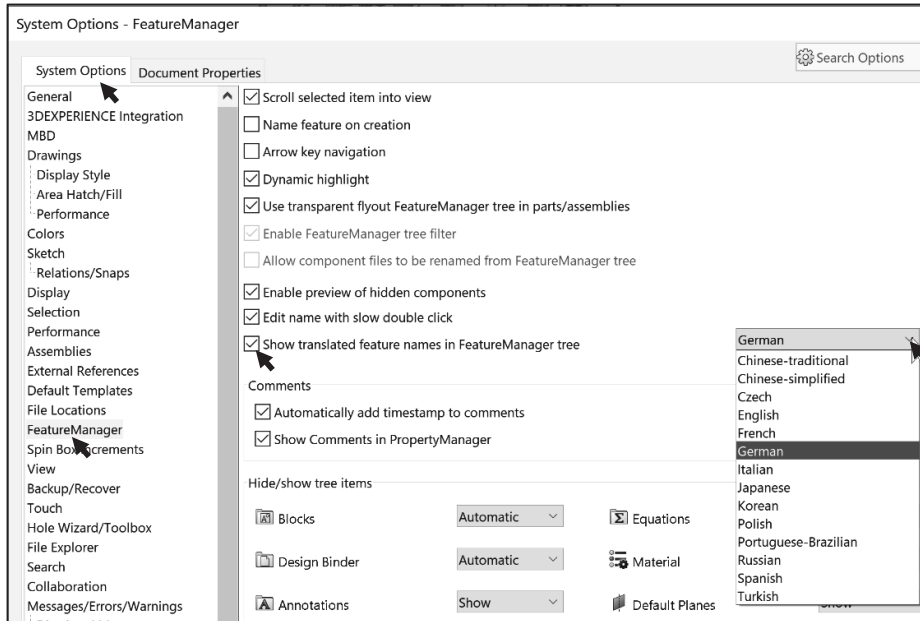 System Options - FeatureManager
Search Options
System Options
Document Properties
General
3DEXPERIENCE Integration
MBD
Drawings
Display Style
Area Hatch/Fill
Performance
Colors
Sketch
Relations/Snaps
Display
Selection
Performance
Assemblies
External References
Default Templates
File Locations
FeatureManager
Spin Box Increments
View
Backup/Recover
Touch
Hole Wizard/Toolbox
File Explorer
Search
Collaboration
Messages/Errors/Warnings
Scroll selected item into view
Name feature on creation
Arrow key navigation
Dynamic highlight
Use transparent flyout FeatureManager tree in parts/assemblies
Enable FeatureManager tree filter
Allow component files to be renamed from FeatureManager tree
Enable preview of hidden components
Edit name with slow double click
Show translated feature names in FeatureManager tree
German
Chinese-traditional
Chinese-simplified
Czech
English
French
German
Italian
Japanese
Korean
Polish
Portuguese-Brazilian
Russian
Spanish
Turkish
Comments
Automatically add timestamp to comments
Show Comments in PropertyManager
Hide/show tree items
Blocks
Automatic
Equations
Design Binder
Automatic
Material
Annotations
Show
Default Planes